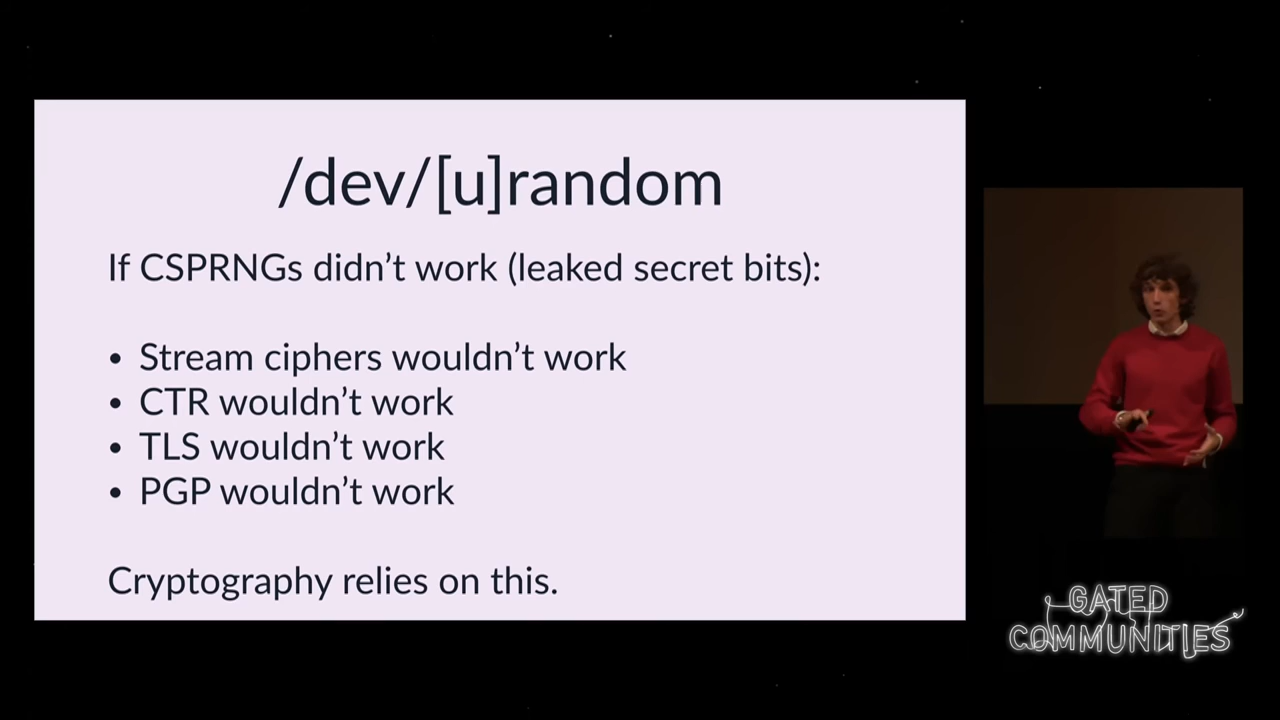 /dev/[u]random
If CSPRNGs didn’t work (leaked secret bits):
• Stream ciphers wouldn’t work
• CTR wouldn’t work
• TLS wouldn’t work
• PGP wouldn’t work
Cryptography relies on this.
GATED
COMMUNITIES